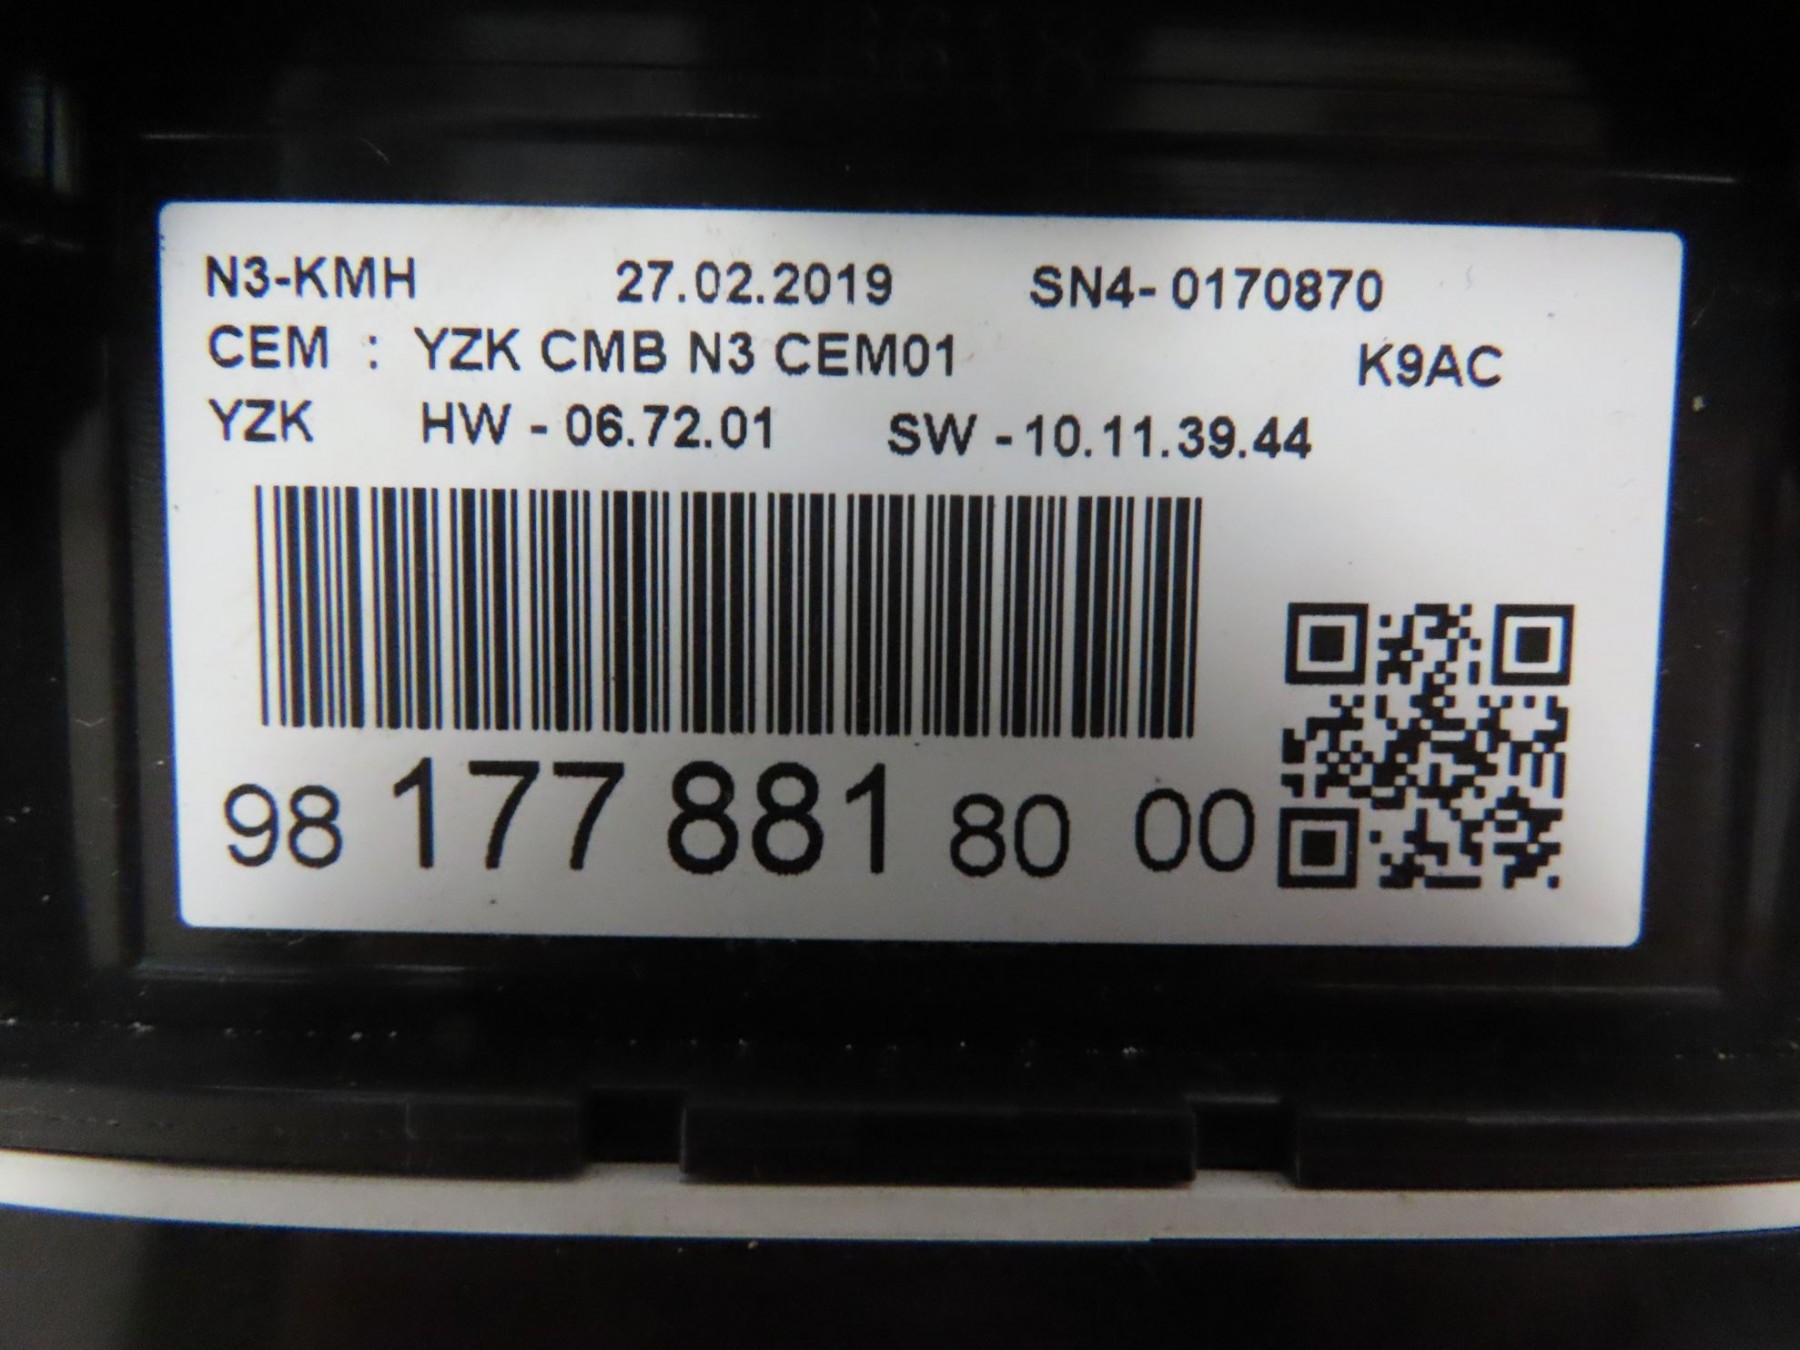 N3-KMH 27.02.2019 SN4- 0170870
CEM : YZK CMB N3 CEM01 K9AC
YZK HW - 06.72.01 SW -10.11.39.44
98 177 881 80 00